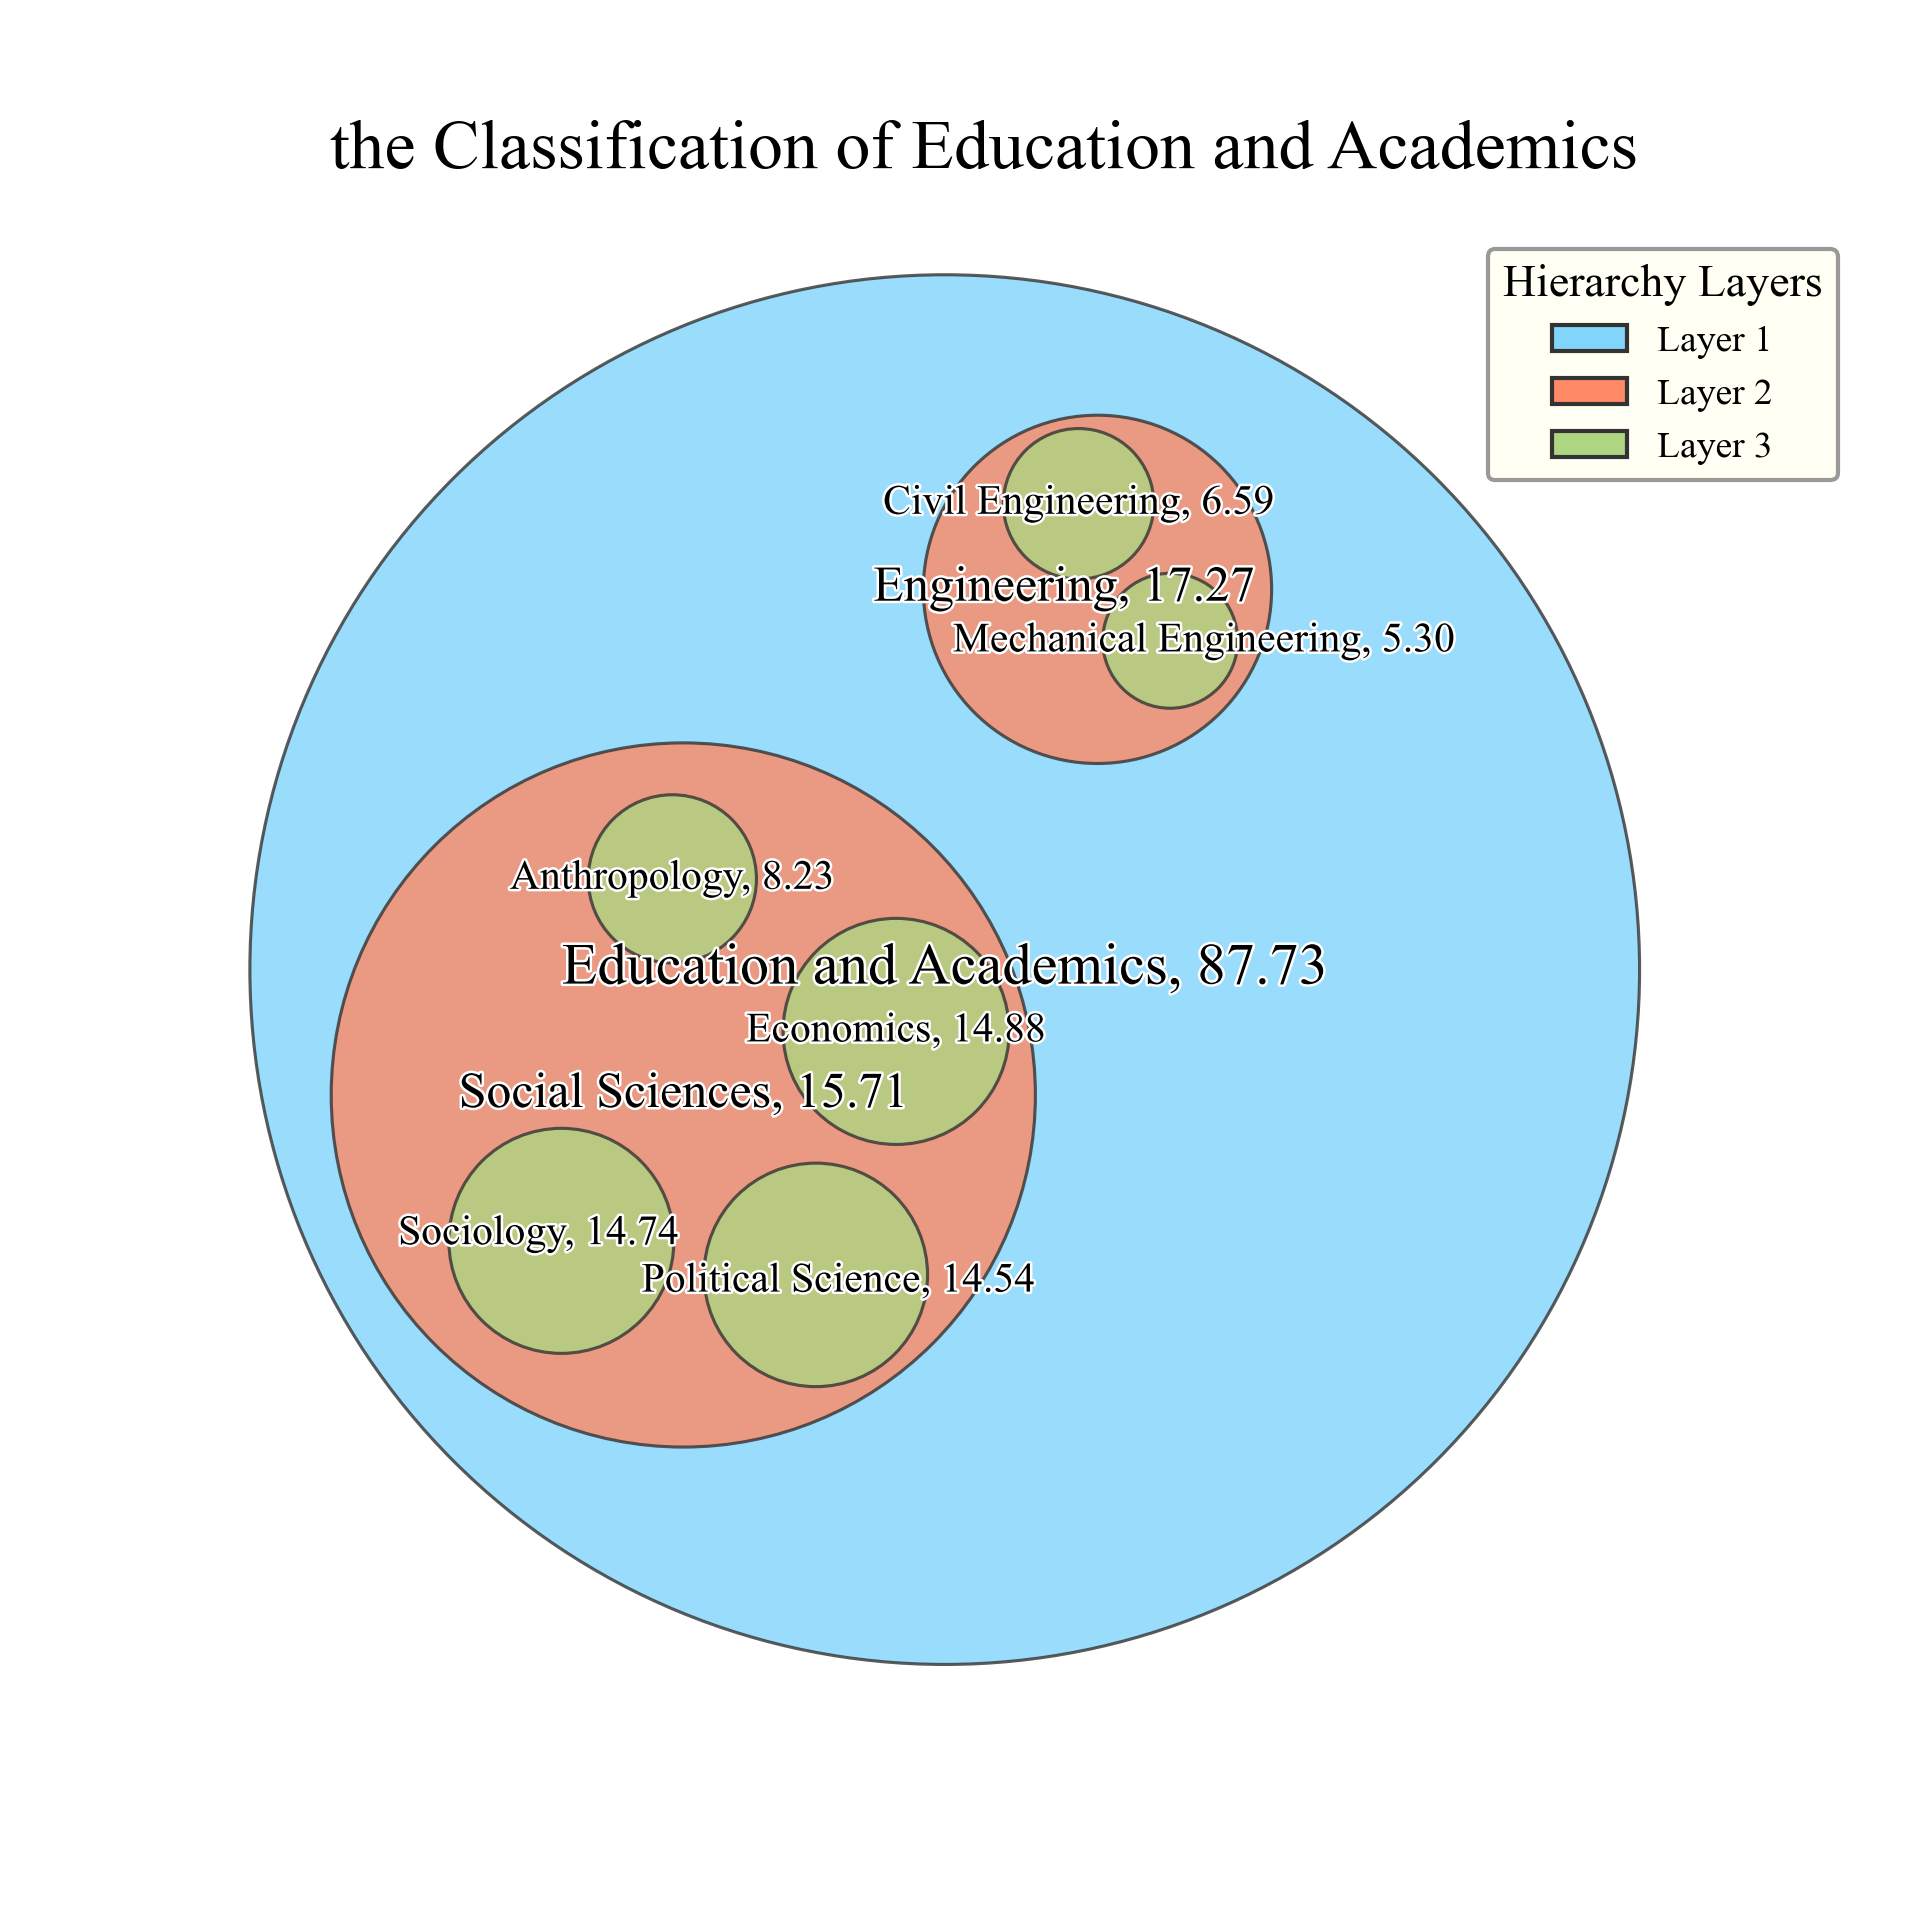 the Classification of Education and Academics
Hierarchy Layers
Layer 1
Layer 2
Layer 3
Civil Engineering, 6.59
Engineering, 17.27
Mechanical Engineering, 5.30
Anthropology, 8.23
Education and Academics, 87.73
Economics, 14.88
Social Sciences, 15.71
Sociology, 14.74
Political Science, 14.54